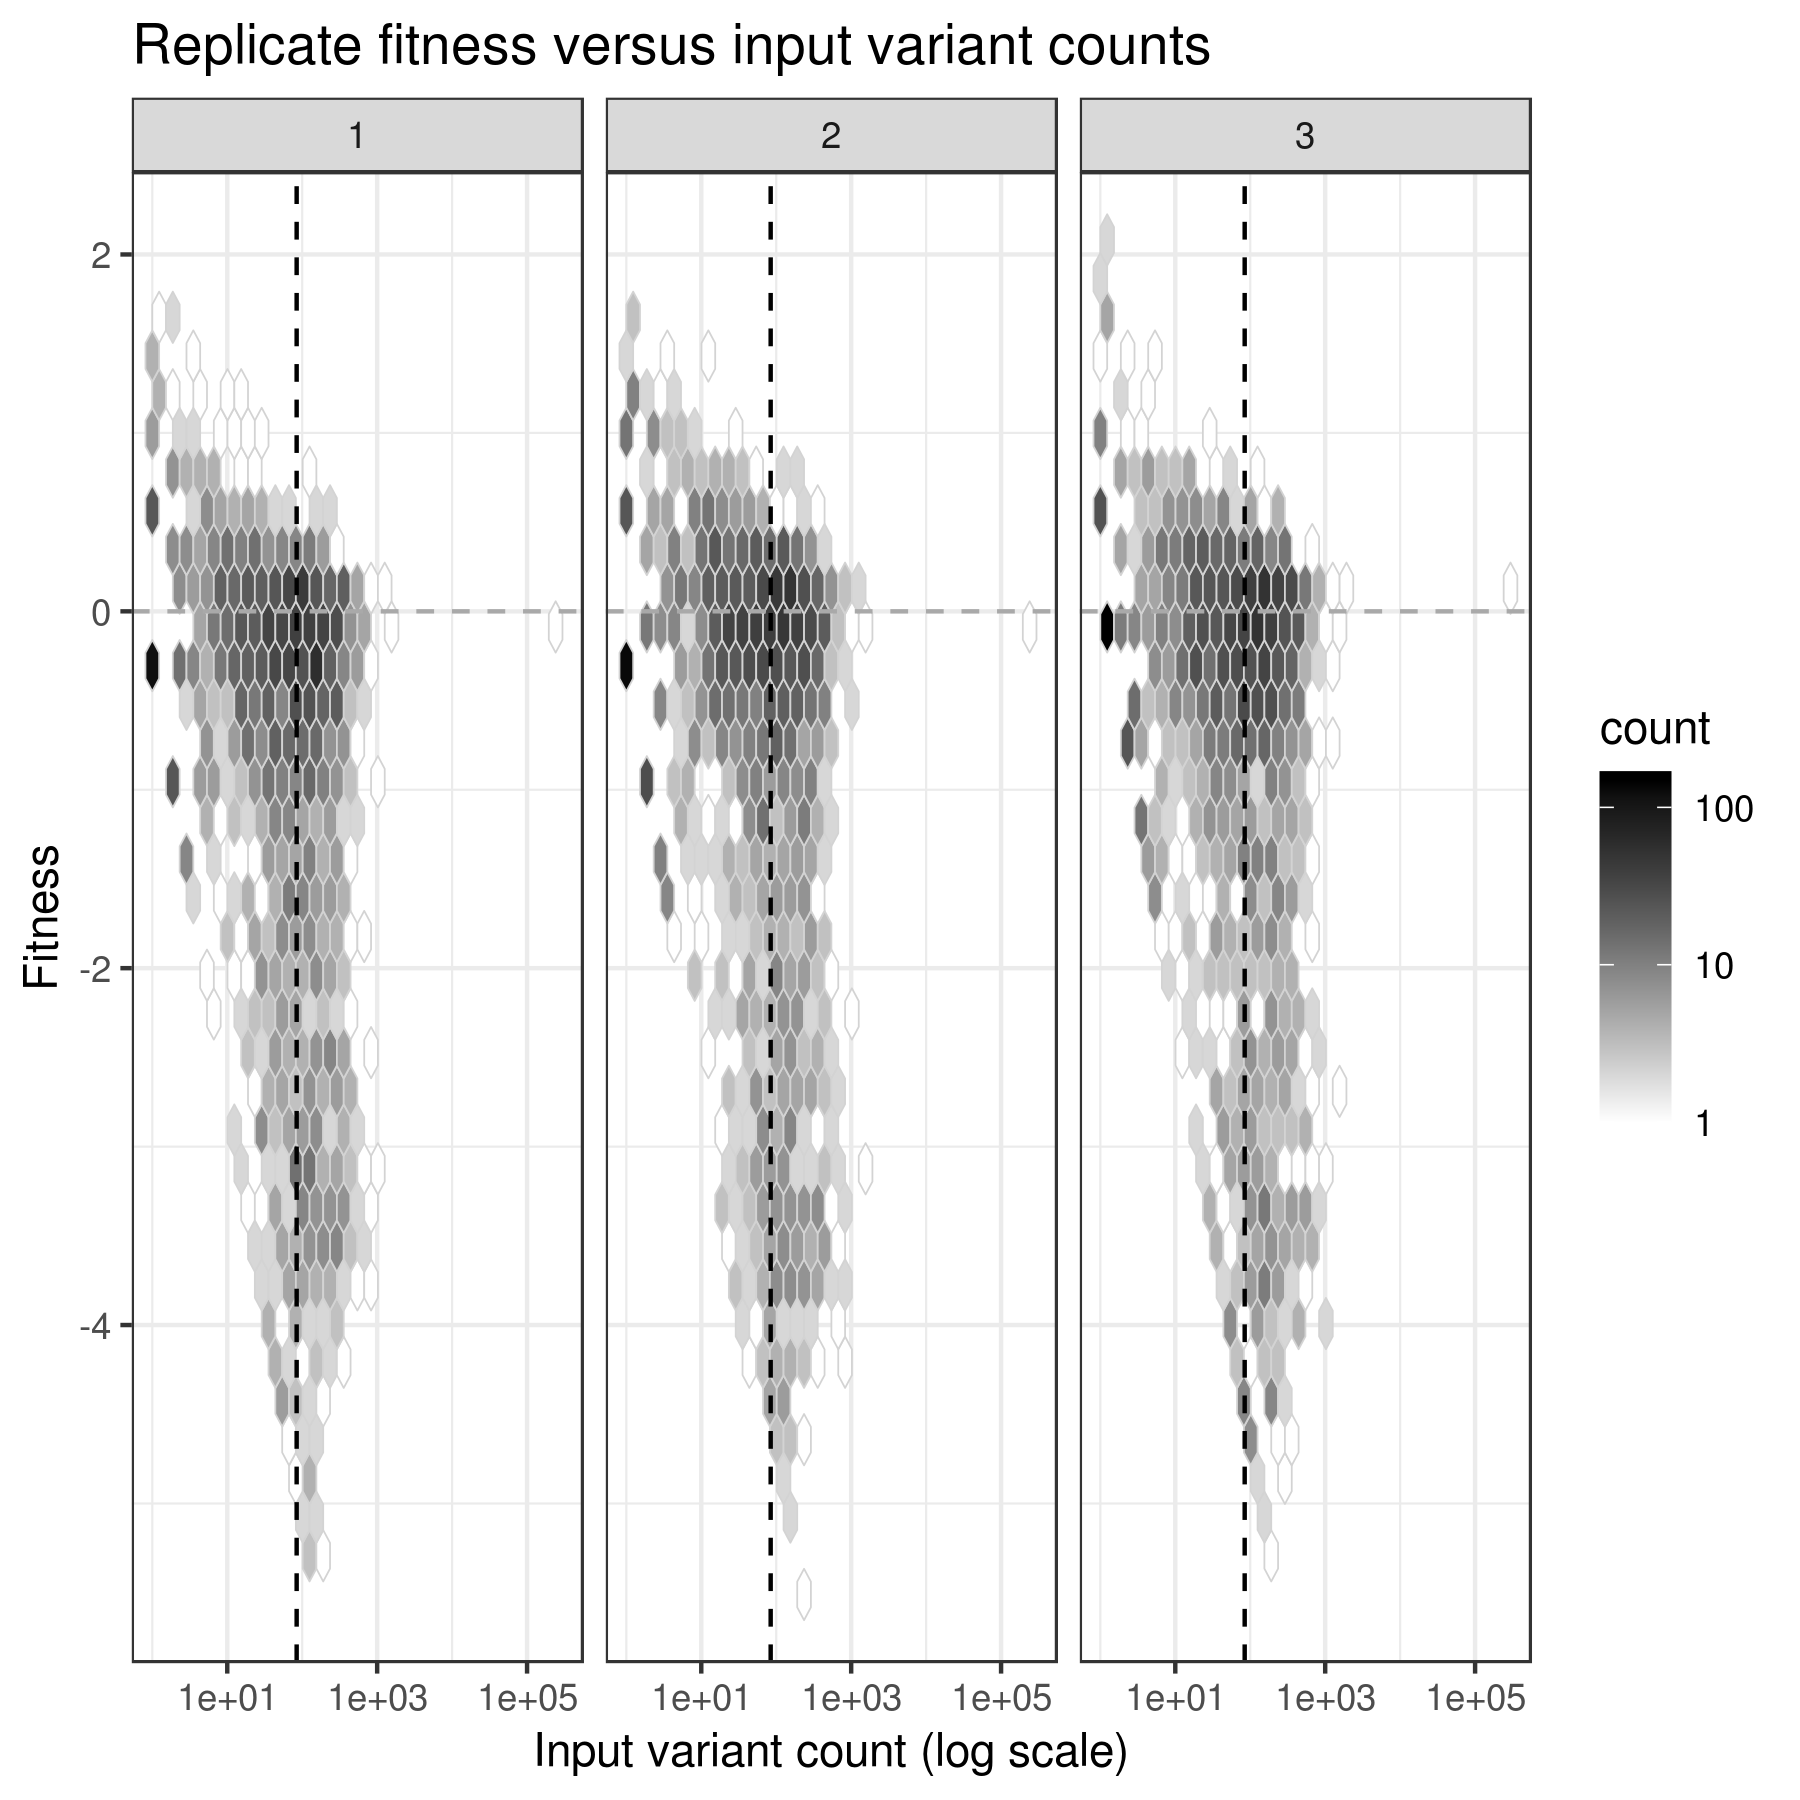 Replicate fitness versus input variant counts
1 2 3
2
0
-2
-4
Fitness
1e+01 1e+03 1e+05 1e+01 1e+03 1e+05 1e+01 1e+03 1e+05
Input variant count (log scale)
count
100
10
1